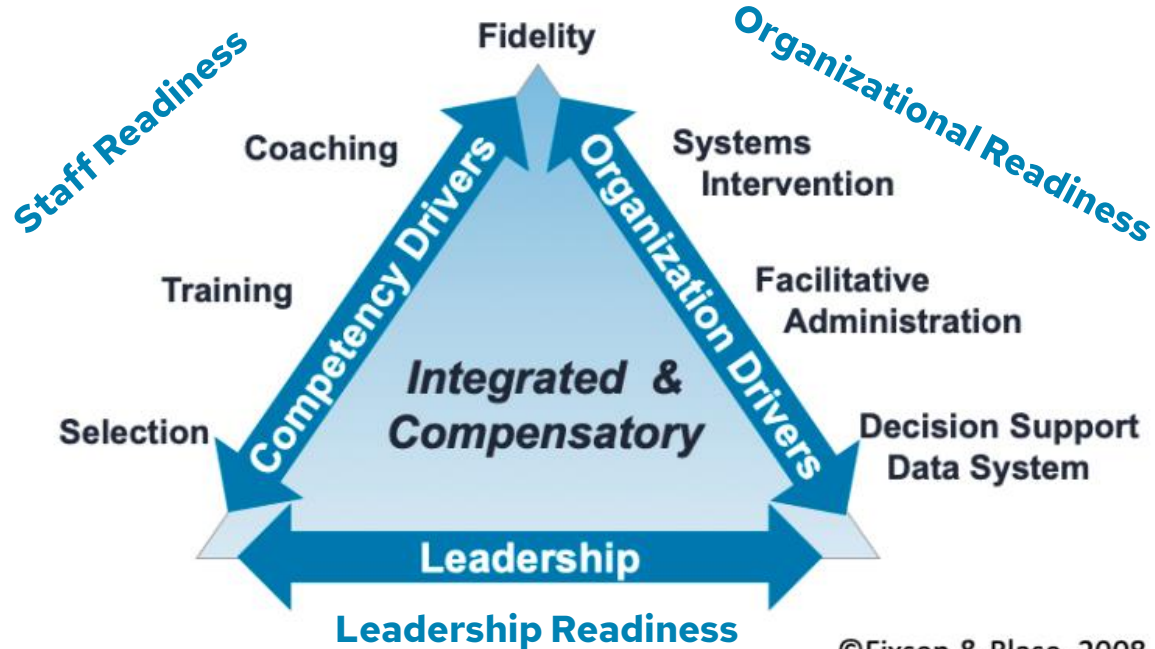 Fidelity
Staff Readiness
Organizational Readiness
Coaching
Systems
Intervention
Training
Facilitative
Administration
Competency Drivers
Organization Drivers
Integrated &
Compensatory
Selection
Decision Support
Data System
Leadership
Leadership Readiness